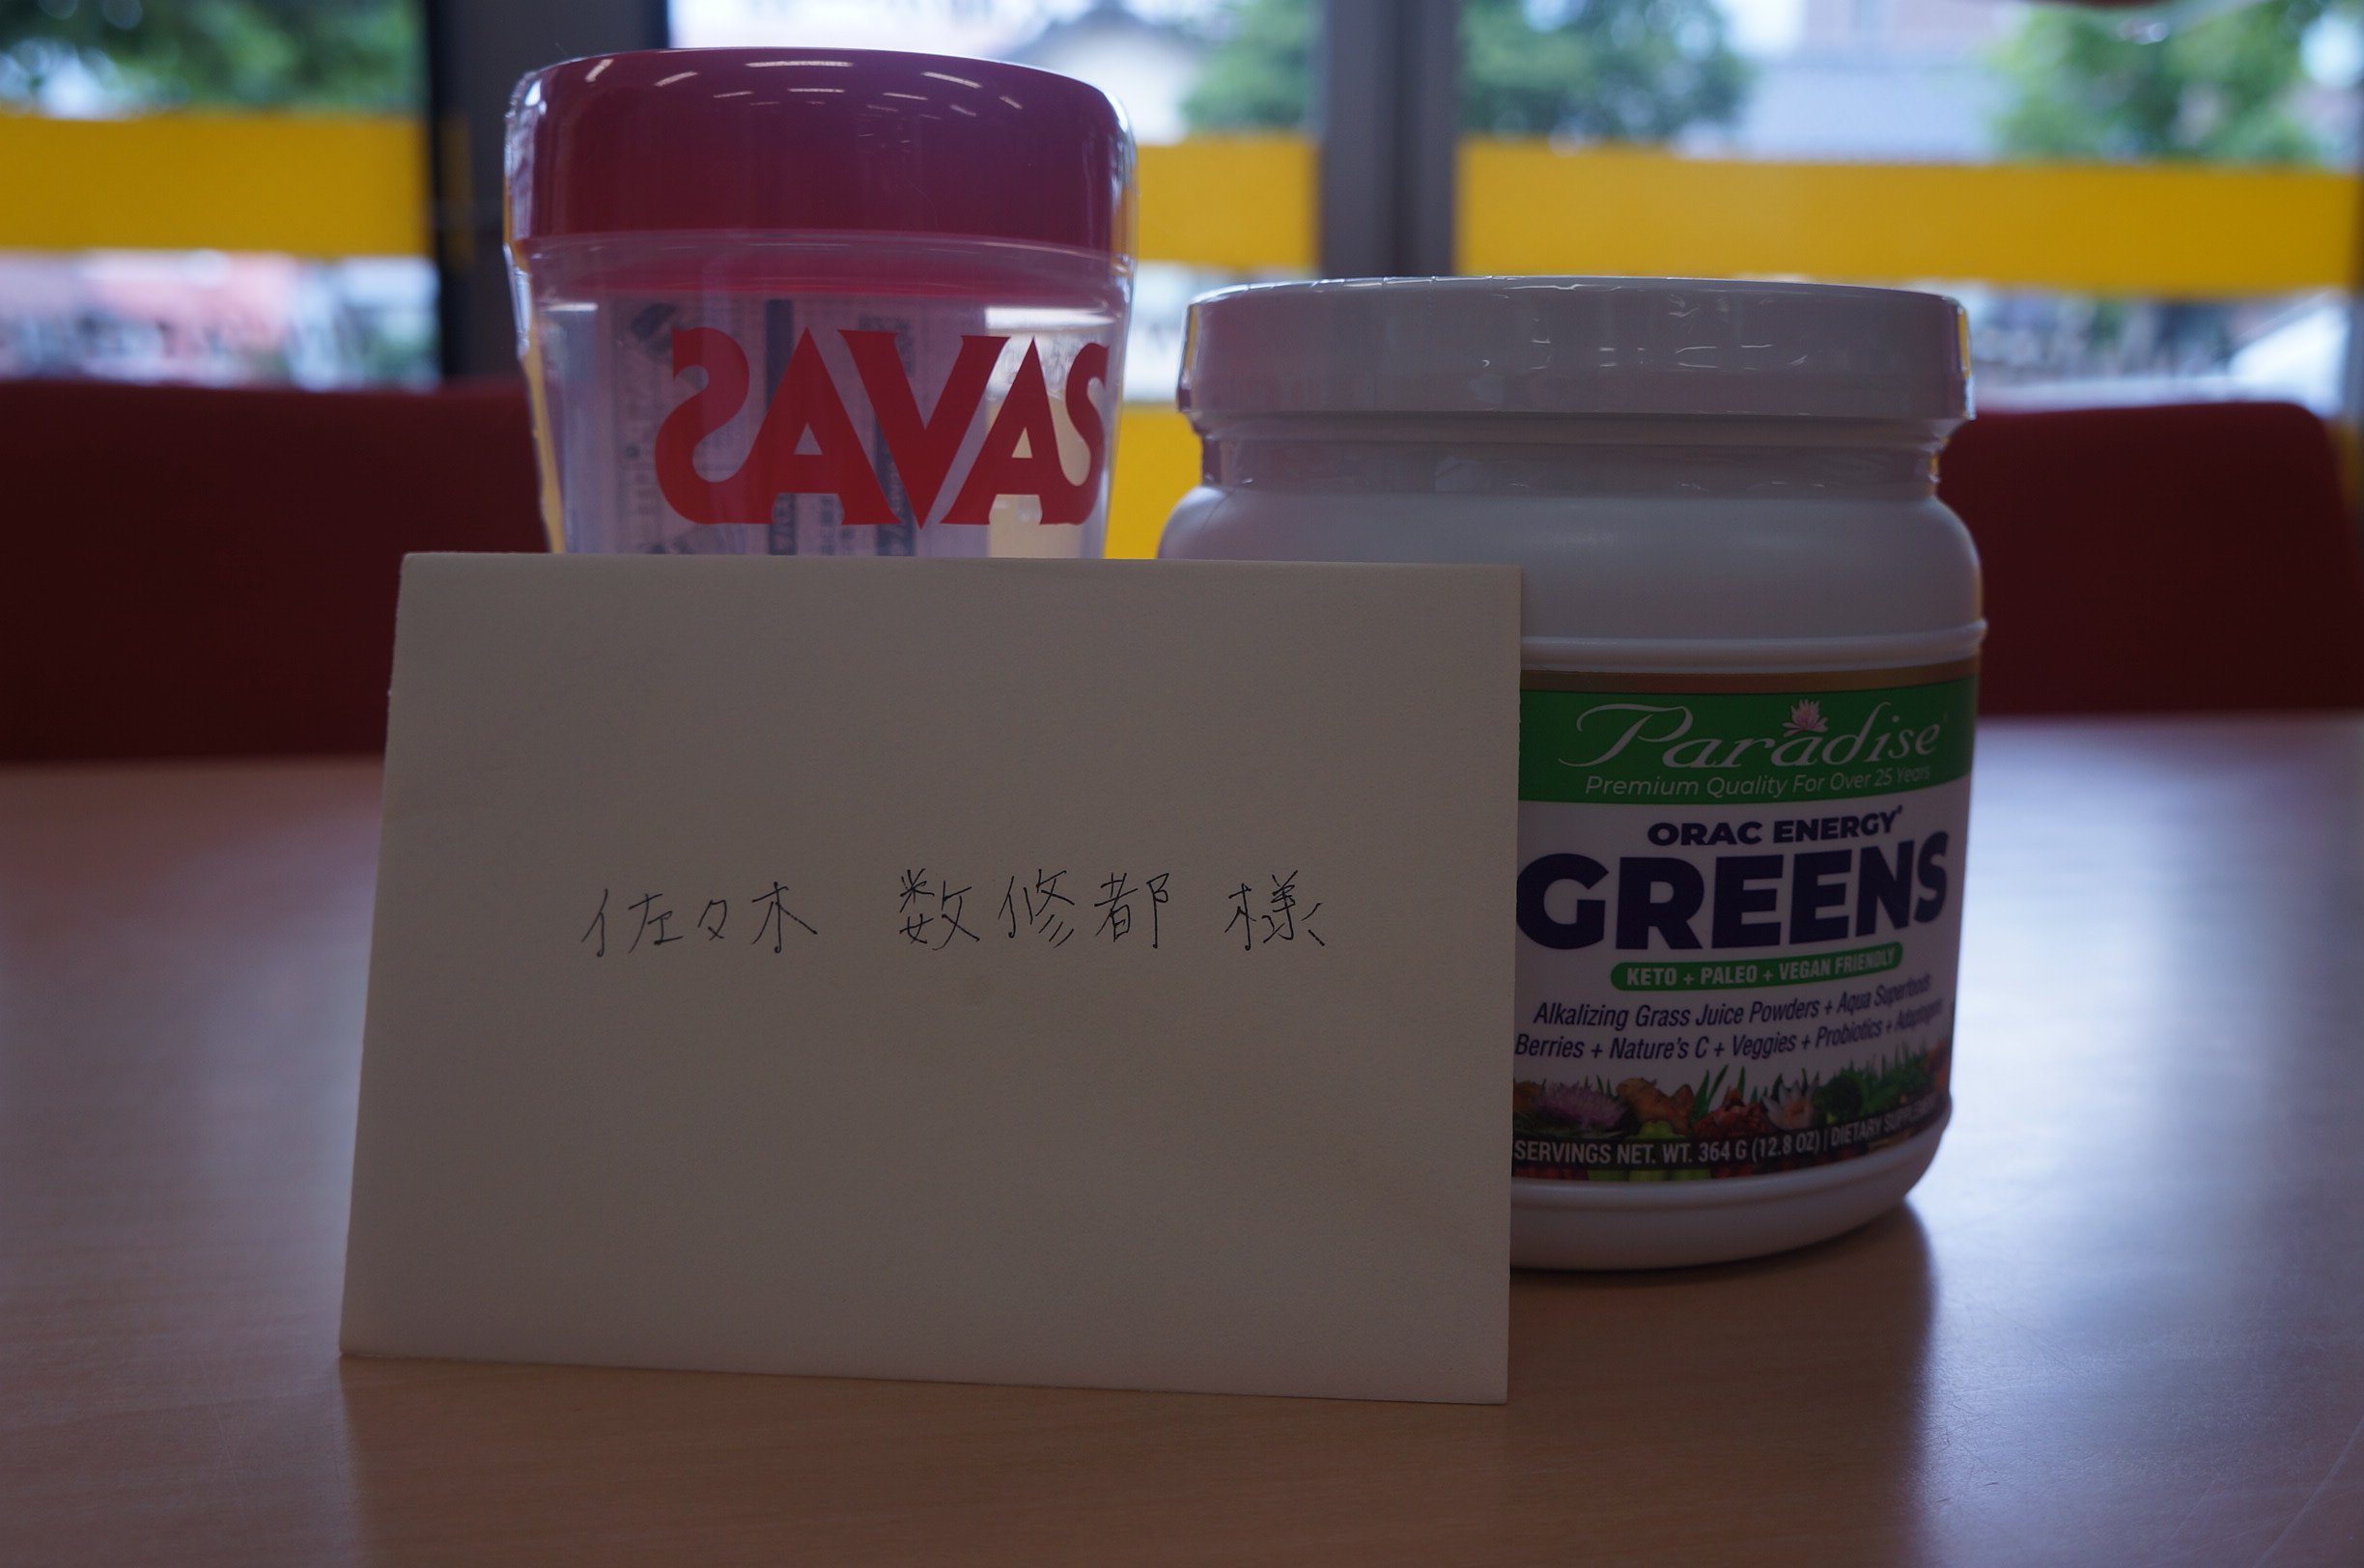 SAVAS
佐々木 数修都 様
Paradise
Premium Quality For Over 25 Years
ORAC ENERGY
GREENS
KETO + PALEO + VEGAN FRIENDLY
Alkalizing Grass Juice Powders + Aqua Superfoods
Berries + Nature's C + Veggies + Probiotics + Adaptogens
SERVINGS NET. WT. 364 G (12.8 OZ) | DIETARY SUPPLEMENT